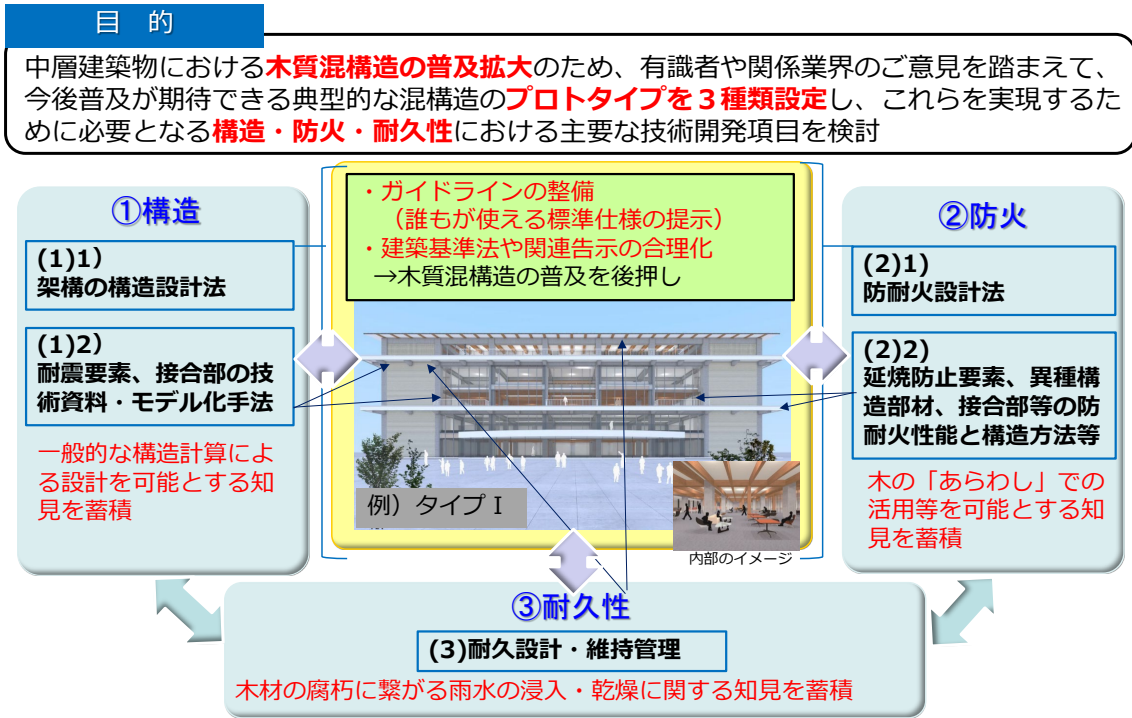 目　的
中層建築物における木質混構造の普及拡大のため、有識者や関係業界のご意見を踏まえて、
今後普及が期待できる典型的な混構造のプロトタイプを３種類設定し、これらを実現するた
めに必要となる構造・防火・耐久性における主要な技術開発項目を検討
・ガイドラインの整備
（誰もが使える標準仕様の提示）
・建築基準法や関連告示の合理化
→木質混構造の普及を後押し
①構造
(1)1）
架構の構造設計法
(1)2）
耐震要素、接合部の技
術資料・モデル化手法
一般的な構造計算によ
る設計を可能とする知
見を蓄積
例）タイプⅠ
内部のイメージ
②防火
(2)1)
防耐火設計法
(2)2)
延焼防止要素、異種構
造部材、接合部等の防
耐火性能と構造方法等
木の「あらわし」での
活用等を可能とする知
見を蓄積
③耐久性
(3)耐久設計・維持管理
木材の腐朽に繋がる雨水の浸入・乾燥に関する知見を蓄積